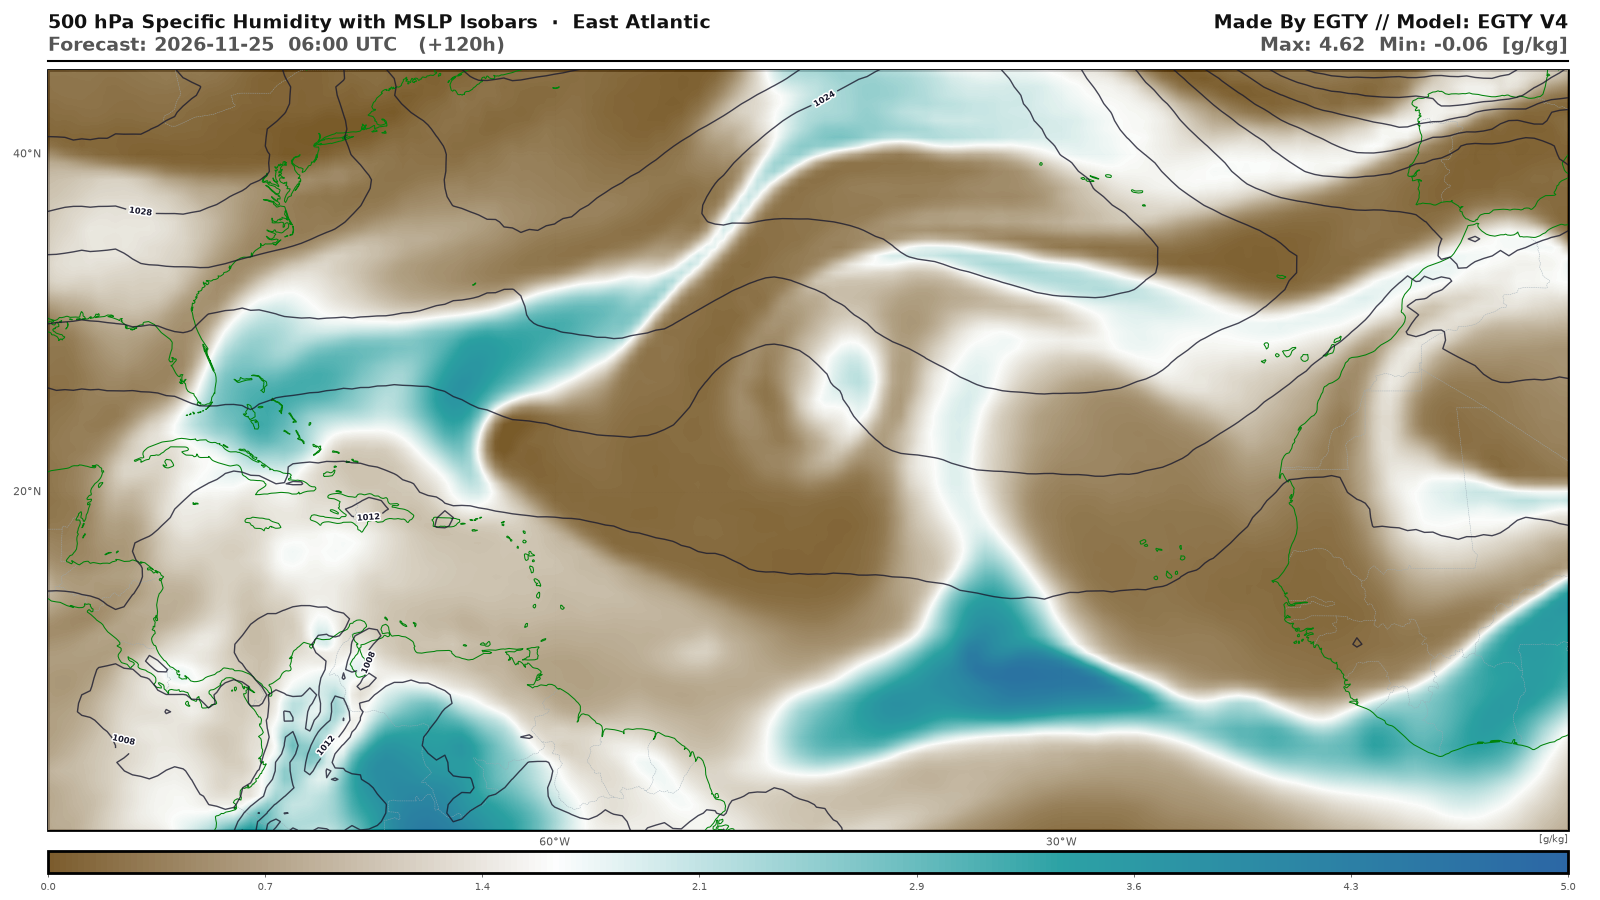 500 hPa Specific Humidity with MSLP Isobars · East Atlantic
Made By EGTY // Model: EGTY V4
Forecast: 2026-11-25 06:00 UTC (+120h)
Max: 4.62 Min: -0.06 [g/kg]
1024
40°N
1028
20°N
1012
1008
1008
1012
60°W
30°W
[g/kg]
0.0 0.7 1.4 2.1 2.9 3.6 4.3 5.0